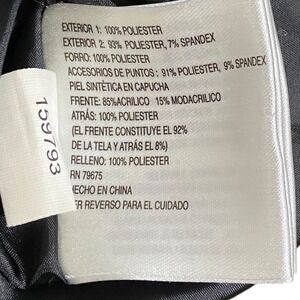 EXTERIOR 1: 100% POLIESTER
EXTERIOR 2: 93% POLIESTER, 7% SPANDEX
FORRO: 100% POLIESTER
ACCESORIOS DE PUNTOS : 91% POLIESTER, 9% SPANDEX
PIEL SINTÉTICA EN CAPUCHA
FRENTE: 85%ACRILICO 15% MODACRILICO
ATRÁS: 100% POLIESTER
(EL FRENTE CONSTITUYE EL 92%
DE LA TELA Y ATRÁS EL 8%)
RELLENO: 100% POLIESTER
RN 79675
HECHO EN CHINA
ER REVERSO PARA EL CUIDADO
159793